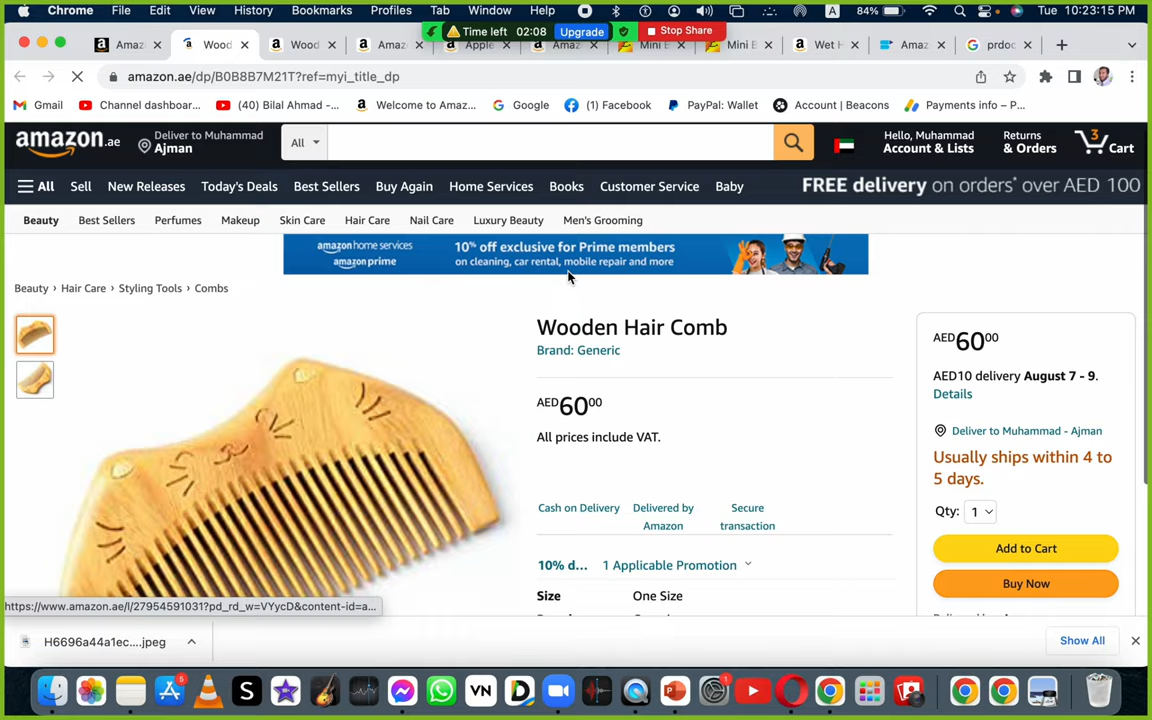 Chrome File Edit View History Bookmarks Profiles Tab Window Help A 84% Tue 10:23:15 PM
Time left 02:08 Upgrade Stop Share
Amaz Wood Wood Amaz Apple Amaz Mini E Mini E Wet H Amaz prdoc
amazon.ae/dp/B0B8B7M21T?ref=myi_title_dp
Gmail Channel dashboar... (40) Bilal Ahmad -... Welcome to Amaz... Google (1) Facebook PayPal: Wallet Account | Beacons Payments info – P...
amazon.ae Deliver to Muhammad Ajman All Hello, Muhammad Account & Lists Returns & Orders 3 Cart
All Sell New Releases Today's Deals Best Sellers Buy Again Home Services Books Customer Service Baby FREE delivery on orders* over AED 100
Beauty Best Sellers Perfumes Makeup Skin Care Hair Care Nail Care Luxury Beauty Men's Grooming
amazon home services 10% off exclusive for Prime members
amazon prime on cleaning, car rental, mobile repair and more
Beauty › Hair Care › Styling Tools › Combs
Wooden Hair Comb
Brand: Generic
AED60⁰⁰
All prices include VAT.
Cash on Delivery Delivered by Amazon Secure transaction
10% d... 1 Applicable Promotion
Size One Size
AED60⁰⁰
AED10 delivery August 7 - 9.
Details
Deliver to Muhammad - Ajman
Usually ships within 4 to
5 days.
Qty: 1
Add to Cart
Buy Now
https://www.amazon.ae/l/27954591031?pd_rd_w=VYycD&content-id=a...
H6696a44a1ec....jpeg Show All